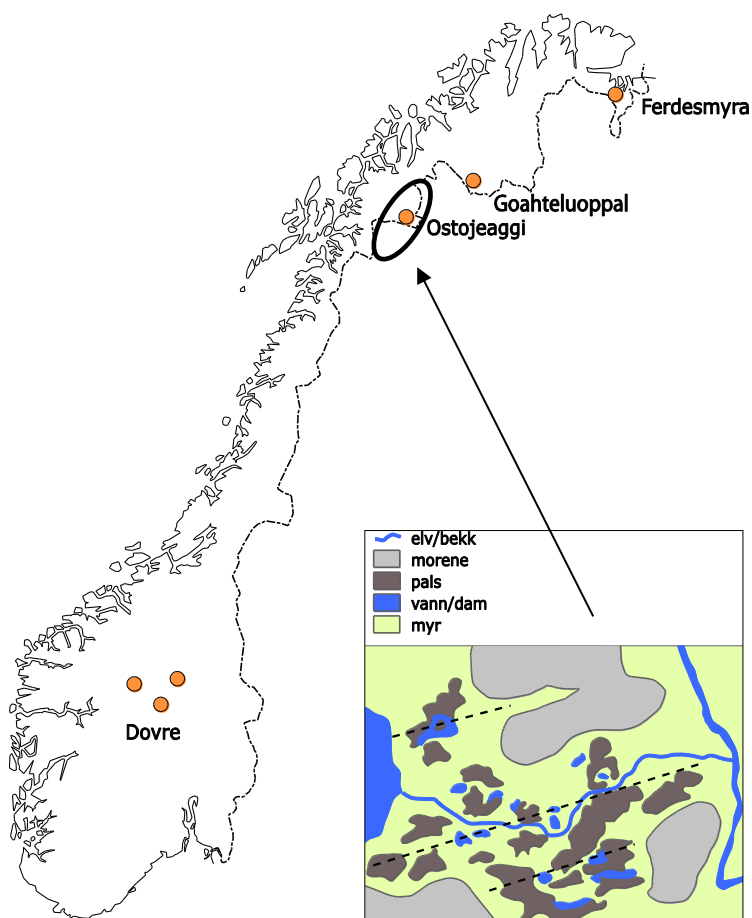 Ferdesmyra
Goahteluoppal
Ostojeaggi
Dovre
elv/bekk
morene
pals
vann/dam
myr